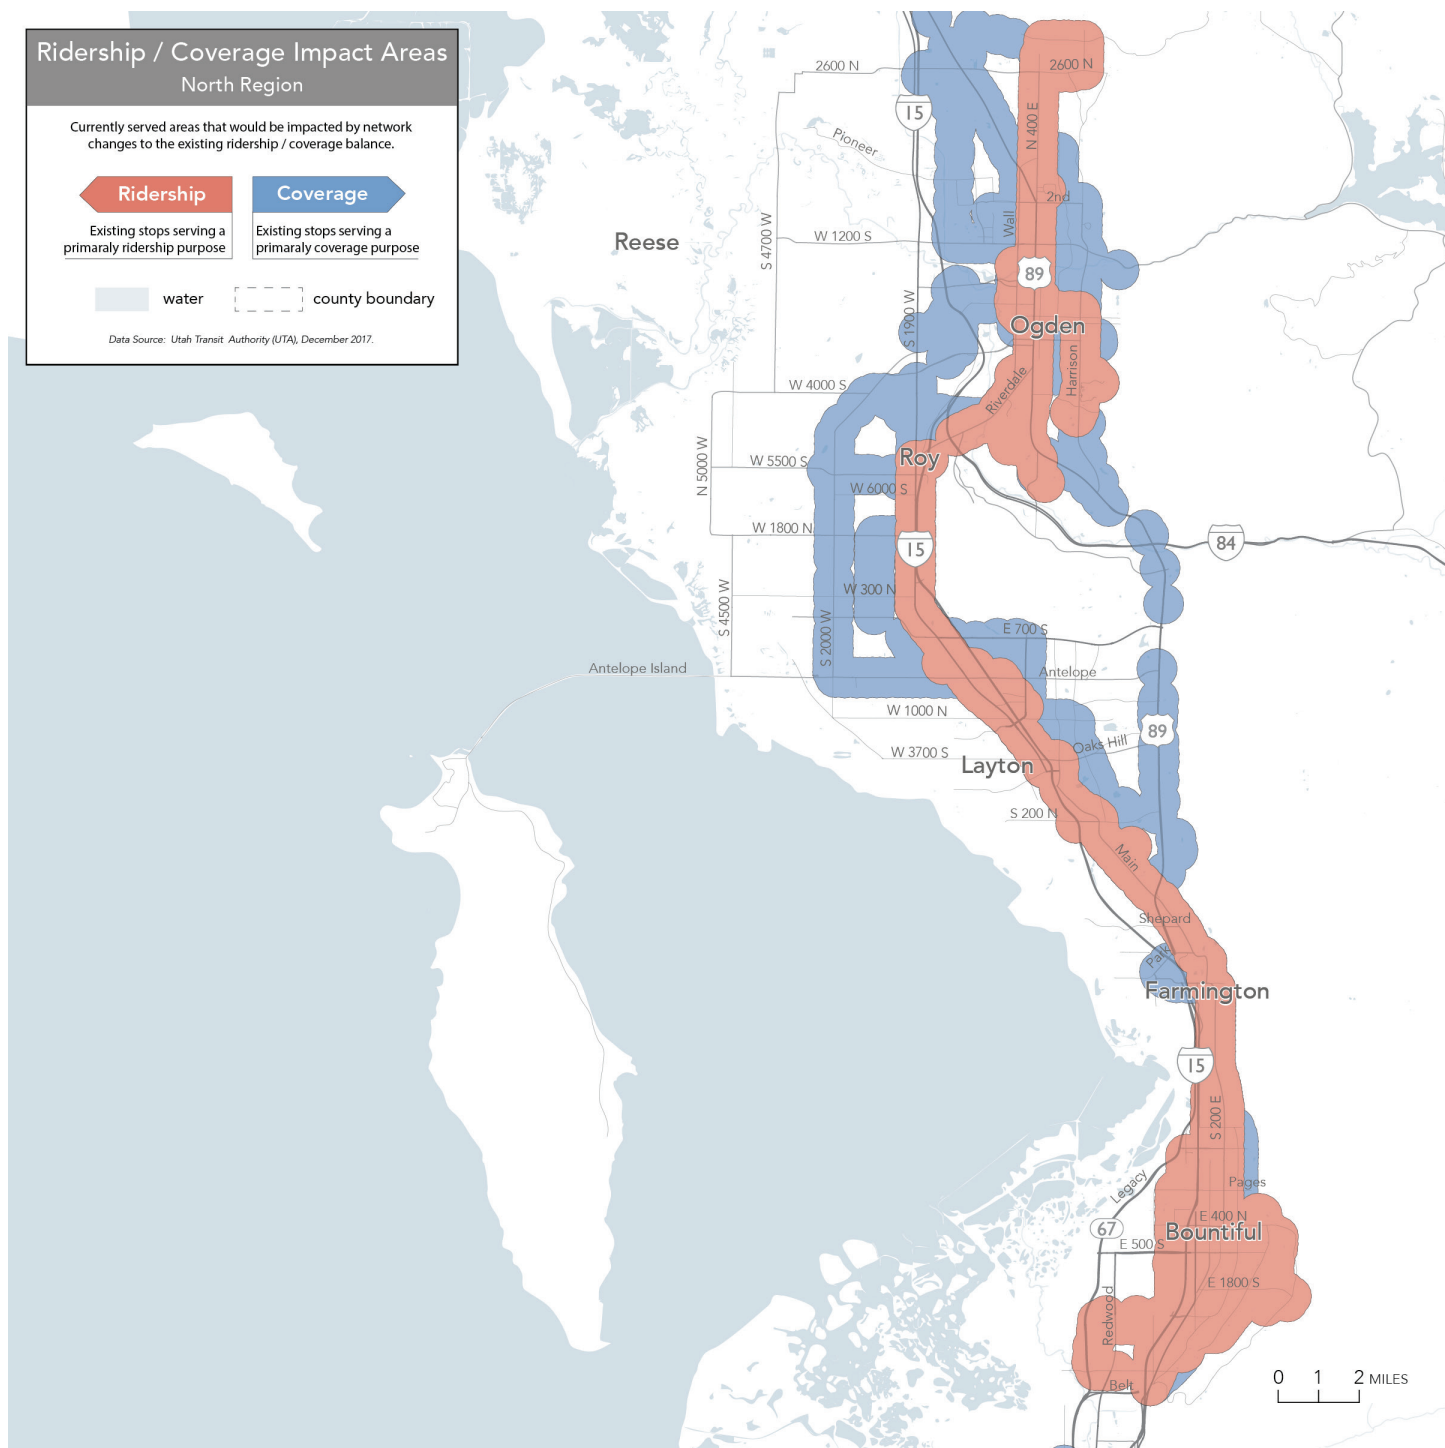 Ridership / Coverage Impact Areas
North Region
Currently served areas that would be impacted by network
changes to the existing ridership / coverage balance.
Ridership
Coverage
Existing stops serving a
primaraly ridership purpose
Existing stops serving a
primaraly coverage purpose
water
county boundary
Data Source: Utah Transit Authority (UTA), December 2017.
2600 N
2600 N
15
N 400 E
Pioneer
2nd
Wall
S 4700 W
Reese
W 1200 S
89
S 1900 W
Ogden
Harrison
Riverdale
W 4000 S
N 5000 W
W 5500 S
Roy
W 6000 S
W 1800 N
15
84
W 300 N
S 4500 W
S 2000 W
E 700 S
Antelope Island
Antelope
W 1000 N
89
Oaks Hill
W 3700 S
Layton
S 200 N
Main
Shepard
Park
Farmington
15
S 200 E
Legacy
Pages
E 400 N
67
Bountiful
E 500 S
E 1800 S
Redwood
Belt
0 1 2 MILES